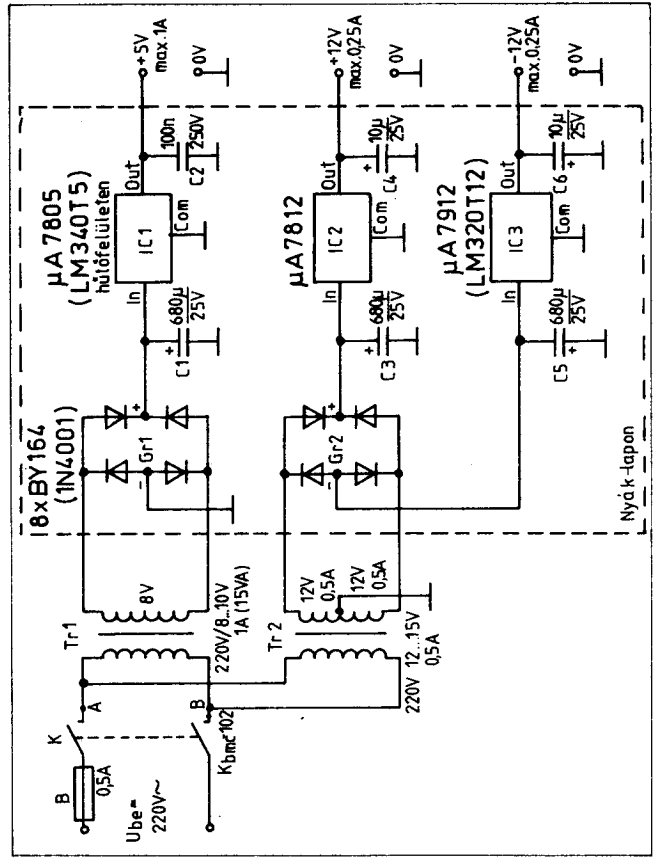 B
0,5A
Ube=
220V~
K
A
B
Kbmč 102
Tr1
8V
220V/8...10V
1A (15VA)
Tr 2
12V
0,5A
12V
0,5A
220V 12...15V
0,5A
8xBY164
(1N4001)
Gr1
+
-
Gr2
+
-
μA7805
(LM340T5)
hűtőfelületen
In
IC1
Out
Com
+
680μ
25V
C1
100n
250V
C2
+5V
max.1A
0V
μA7812
IC2
Com
Out
+
680μ
25V
C3
+
10μ
25V
C4
+12V
max.0,25A
0V
μA7912
(LM320T12)
In
IC3
Out
Com
680μ
25V
+
C5
10μ
25V
+
C6
-12V
max.0,25A
0V
Nyák-lapon